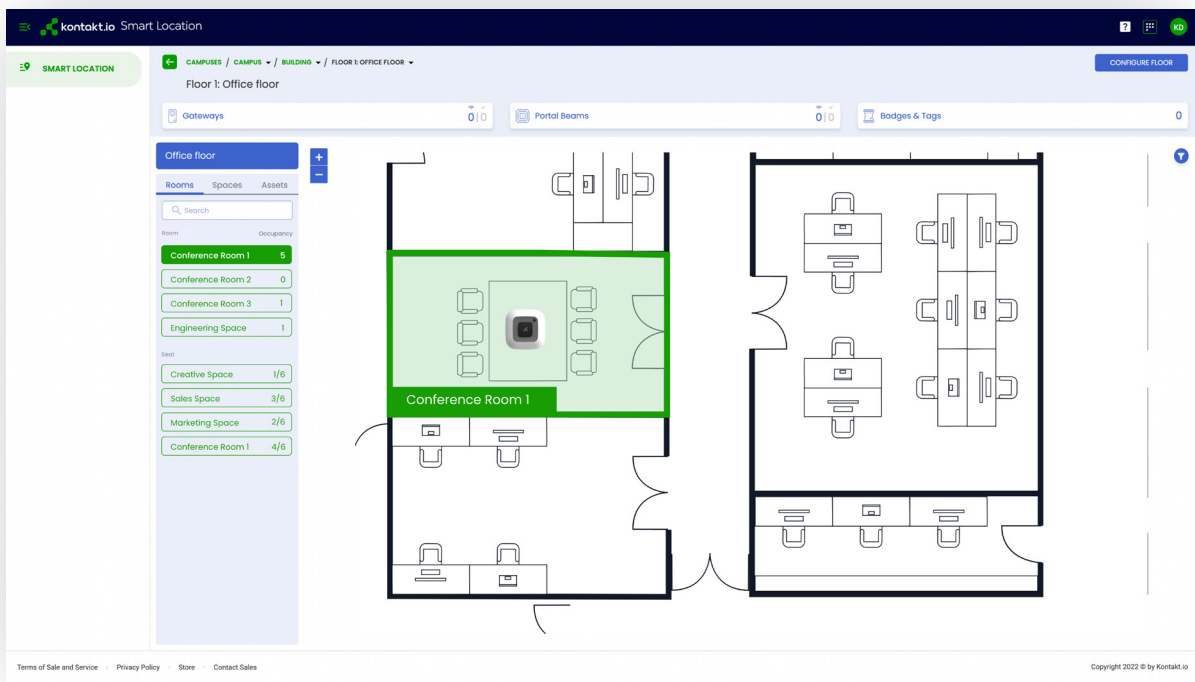 kontakt.io Smart Location
?
KD
SMART LOCATION
CAMPUSES / CAMPUS / BUILDING / FLOOR 1: OFFICE FLOOR
CONFIGURE FLOOR
Floor 1: Office floor
Gateways 0|0
Portal Beams 0|0
Badges & Tags 0
Office floor
+
−
Rooms Spaces Assets
Search
Room Occupancy
Conference Room 1 5
Conference Room 2 0
Conference Room 3 1
Engineering Space 1
Seat
Creative Space 1/6
Sales Space 3/6
Marketing Space 2/6
Conference Room 1 4/6
Conference Room 1
Terms of Sale and Service · Privacy Policy · Store · Contact Sales
Copyright 2022 © by Kontakt.io